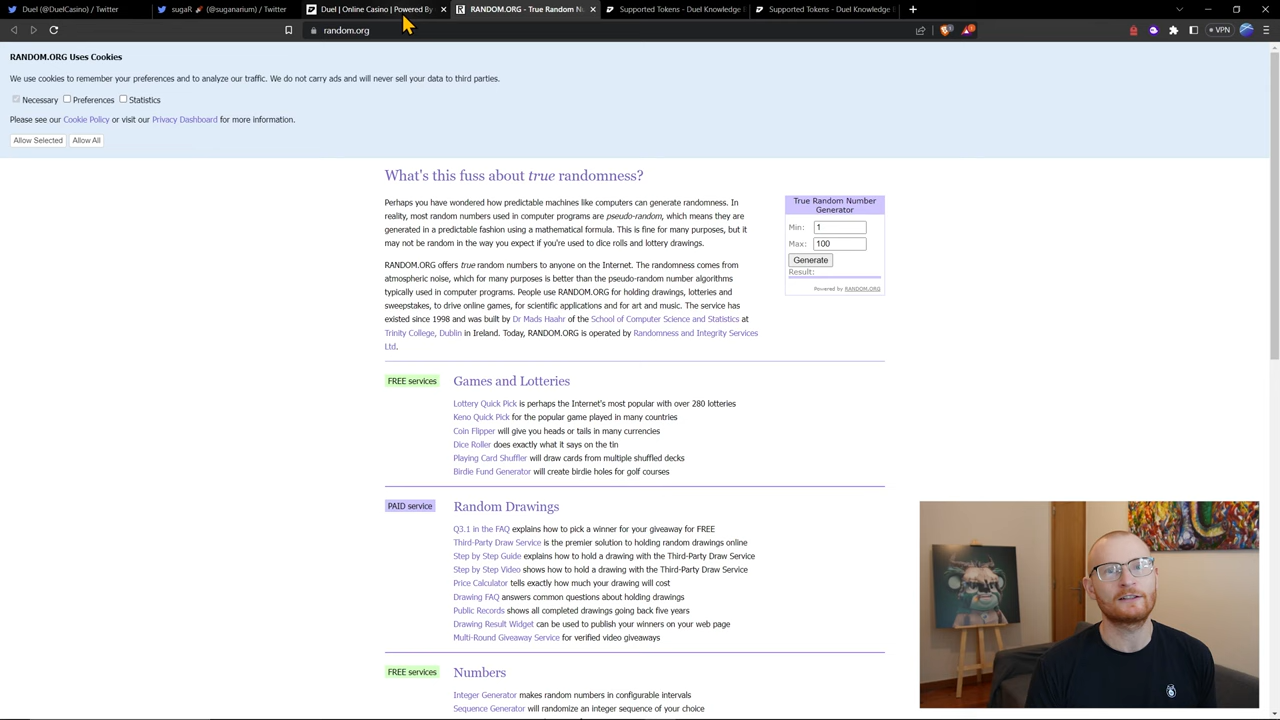 Duel (@DuelCasino) / Twitter
sugaR 🚀 (@suganarium) / Twitter
Duel | Online Casino | Powered By
RANDOM.ORG - True Random N
Supported Tokens - Duel Knowledge
Supported Tokens - Duel Knowledge
random.org
VPN
RANDOM.ORG Uses Cookies
We use cookies to remember your preferences and to analyze our traffic. We do not carry ads and will never sell your data to third parties.
Necessary Preferences Statistics
Please see our Cookie Policy or visit our Privacy Dashboard for more information.
Allow Selected Allow All
What's this fuss about true randomness?
Perhaps you have wondered how predictable machines like computers can generate randomness. In
reality, most random numbers used in computer programs are pseudo-random, which means they are
generated in a predictable fashion using a mathematical formula. This is fine for many purposes, but it
may not be random in the way you expect if you're used to dice rolls and lottery drawings.
RANDOM.ORG offers true random numbers to anyone on the Internet. The randomness comes from
atmospheric noise, which for many purposes is better than the pseudo-random number algorithms
typically used in computer programs. People use RANDOM.ORG for holding drawings, lotteries and
sweepstakes, to drive online games, for scientific applications and for art and music. The service has
existed since 1998 and was built by Dr Mads Haahr of the School of Computer Science and Statistics at
Trinity College, Dublin in Ireland. Today, RANDOM.ORG is operated by Randomness and Integrity Services
Ltd.
True Random Number
Generator
Min: 1
Max: 100
Generate
Result:
Powered by RANDOM.ORG
FREE services
Games and Lotteries
Lottery Quick Pick is perhaps the Internet's most popular with over 280 lotteries
Keno Quick Pick for the popular game played in many countries
Coin Flipper will give you heads or tails in many currencies
Dice Roller does exactly what it says on the tin
Playing Card Shuffler will draw cards from multiple shuffled decks
Birdie Fund Generator will create birdie holes for golf courses
PAID service
Random Drawings
Q3.1 in the FAQ explains how to pick a winner for your giveaway for FREE
Third-Party Draw Service is the premier solution to holding random drawings online
Step by Step Guide explains how to hold a drawing with the Third-Party Draw Service
Step by Step Video shows how to hold a drawing with the Third-Party Draw Service
Price Calculator tells exactly how much your drawing will cost
Drawing FAQ answers common questions about holding drawings
Public Records shows all completed drawings going back five years
Drawing Result Widget can be used to publish your winners on your web page
Multi-Round Giveaway Service for verified video giveaways
FREE services
Numbers
Integer Generator makes random numbers in configurable intervals
Sequence Generator will randomize an integer sequence of your choice